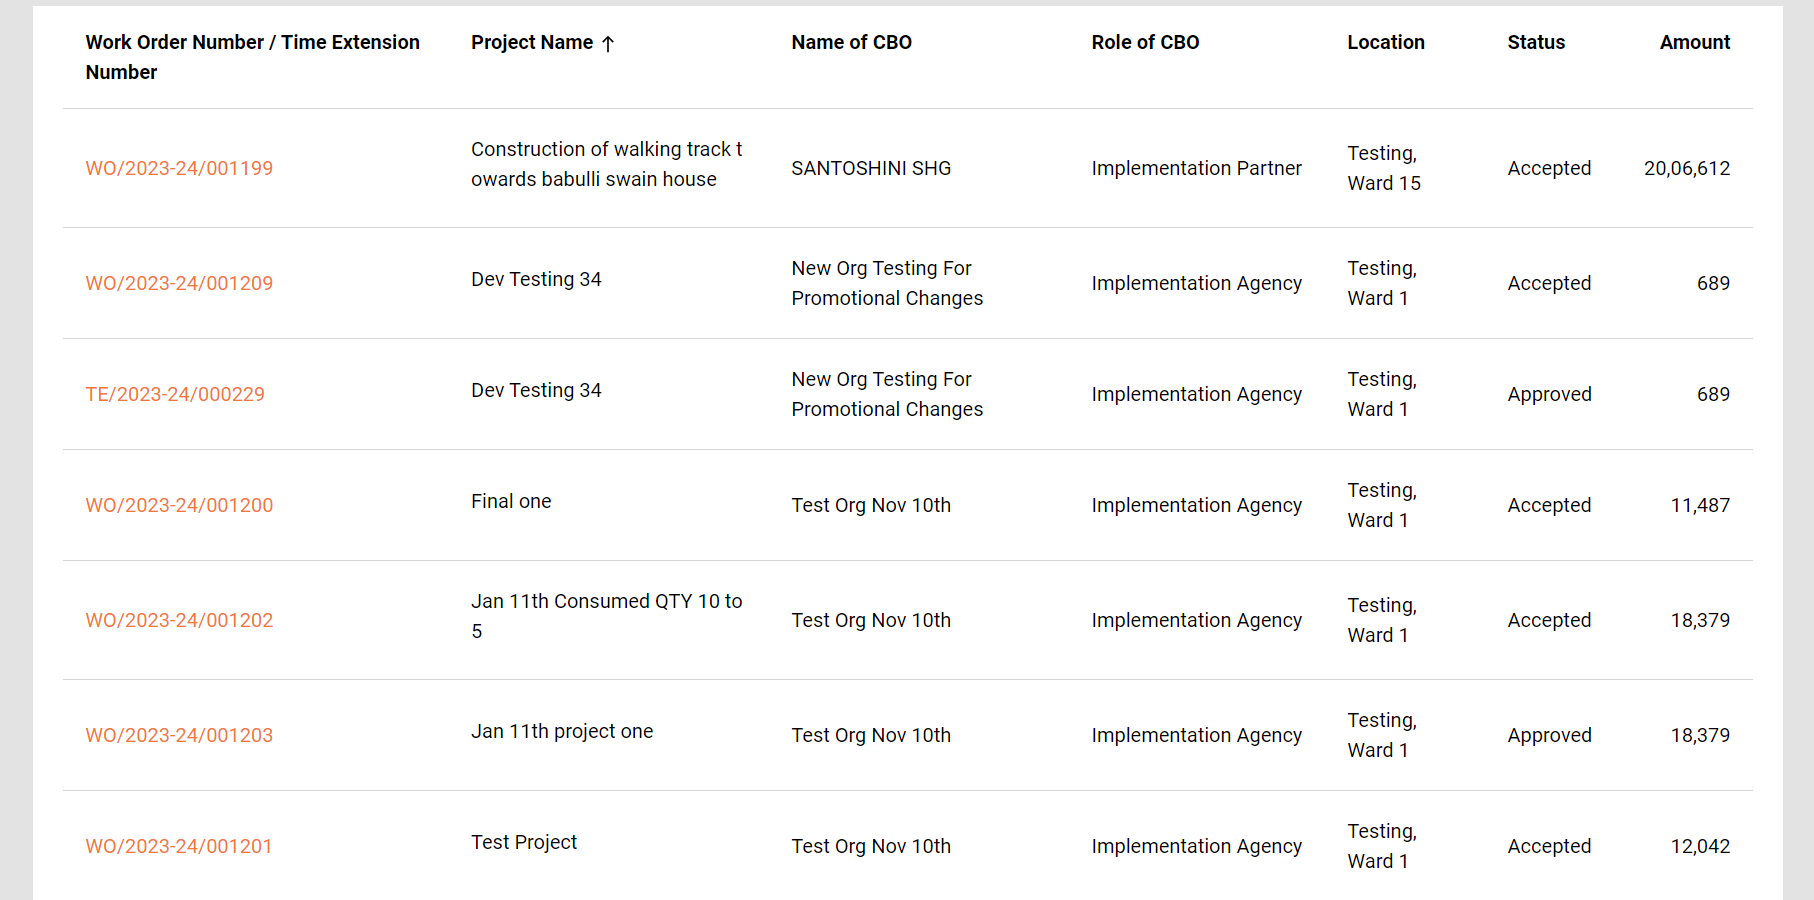 Work Order Number / Time Extension Number	Project Name ↑	Name of CBO	Role of CBO	Location	Status	Amount
WO/2023-24/001199	Construction of walking track t
owards babulli swain house	SANTOSHINI SHG	Implementation Partner	Testing,
Ward 15	Accepted	20,06,612
WO/2023-24/001209	Dev Testing 34	New Org Testing For
Promotional Changes	Implementation Agency	Testing,
Ward 1	Accepted	689
TE/2023-24/000229	Dev Testing 34	New Org Testing For
Promotional Changes	Implementation Agency	Testing,
Ward 1	Approved	689
WO/2023-24/001200	Final one	Test Org Nov 10th	Implementation Agency	Testing,
Ward 1	Accepted	11,487
WO/2023-24/001202	Jan 11th Consumed QTY 10 to
5	Test Org Nov 10th	Implementation Agency	Testing,
Ward 1	Accepted	18,379
WO/2023-24/001203	Jan 11th project one	Test Org Nov 10th	Implementation Agency	Testing,
Ward 1	Approved	18,379
WO/2023-24/001201	Test Project	Test Org Nov 10th	Implementation Agency	Testing,
Ward 1	Accepted	12,042